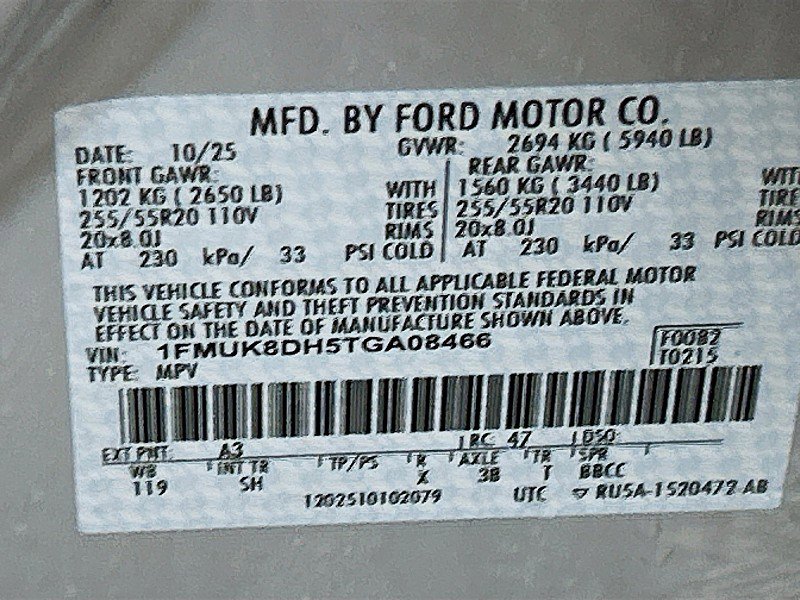 MFD. BY FORD MOTOR CO.
DATE: 10/25 GVWR: 2694 KG ( 5940 LB)
FRONT GAWR: REAR GAWR:
1202 KG ( 2650 LB) WITH 1560 KG ( 3440 LB) WITH
255/55R20 110V TIRES 255/55R20 110V TIRES
20x8.0J RIMS 20x8.0J RIMS
AT 230 kPa/ 33 PSI COLD AT 230 kPa/ 33 PSI COLD
THIS VEHICLE CONFORMS TO ALL APPLICABLE FEDERAL MOTOR
VEHICLE SAFETY AND THEFT PREVENTION STANDARDS IN
EFFECT ON THE DATE OF MANUFACTURE SHOWN ABOVE.
VIN: 1FMUK8DH5TGA08466 F0082
TYPE: MPV T0215
EXT PNT: A3 RC: 47 DSO:
WB INT TR TP/PS R AXLE TR SPR
119 SH X 3B T BBCC
1202510102079 UTC ▽ RU5A-1520472 AB